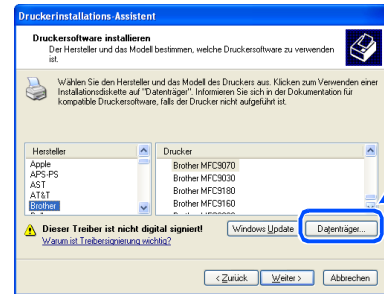 Druckerinstallations-Assistent
Druckersoftware installieren
Der Hersteller und das Modell bestimmen, welche Druckersoftware zu verwenden
ist.
Wählen Sie den Hersteller und das Modell des Druckers aus. Klicken zum Verwenden einer
Installationsdiskette auf "Datenträger". Informieren Sie sich in der Dokumentation für
kompatible Druckersoftware, falls der Drucker nicht aufgeführt ist.
Hersteller
Apple
APS-PS
AST
AT&T
Brother
Drucker
Brother MFC9070
Brother MFC9030
Brother MFC9180
Brother MFC9160
Dieser Treiber ist nicht digital signiert!
Warum ist Treibersignierung wichtig?
Windows Update
Datenträger...
< Zurück
Weiter >
Abbrechen